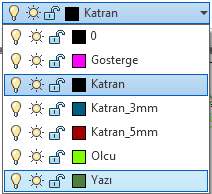 Katran
0
Gosterge
Katran
Katran_3mm
Katran_5mm
Olcu
Yazı